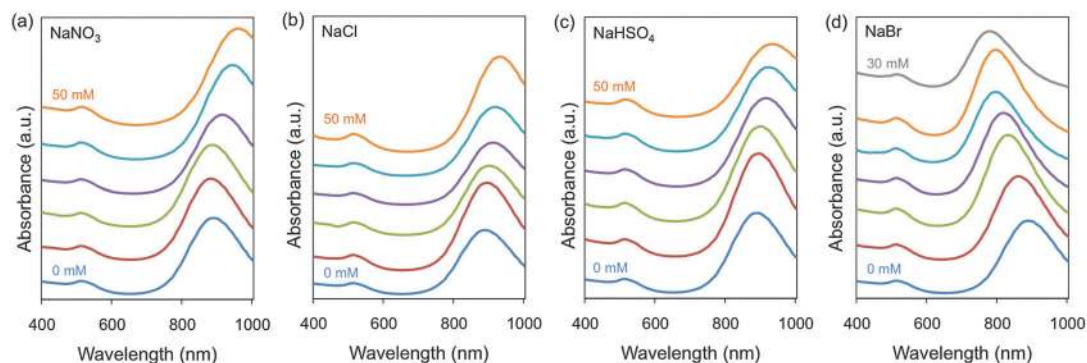 (a) NaNO₃
50 mM
0 mM
Absorbance (a.u.)
400 600 800 1000
Wavelength (nm)
(b) NaCl
50 mM
0 mM
Absorbance (a.u.)
400 600 800 1000
Wavelength (nm)
(c) NaHSO₄
50 mM
0 mM
Absorbance (a.u.)
400 600 800 1000
Wavelength (nm)
(d) NaBr
30 mM
0 mM
Absorbance (a.u.)
400 600 800 1000
Wavelength (nm)